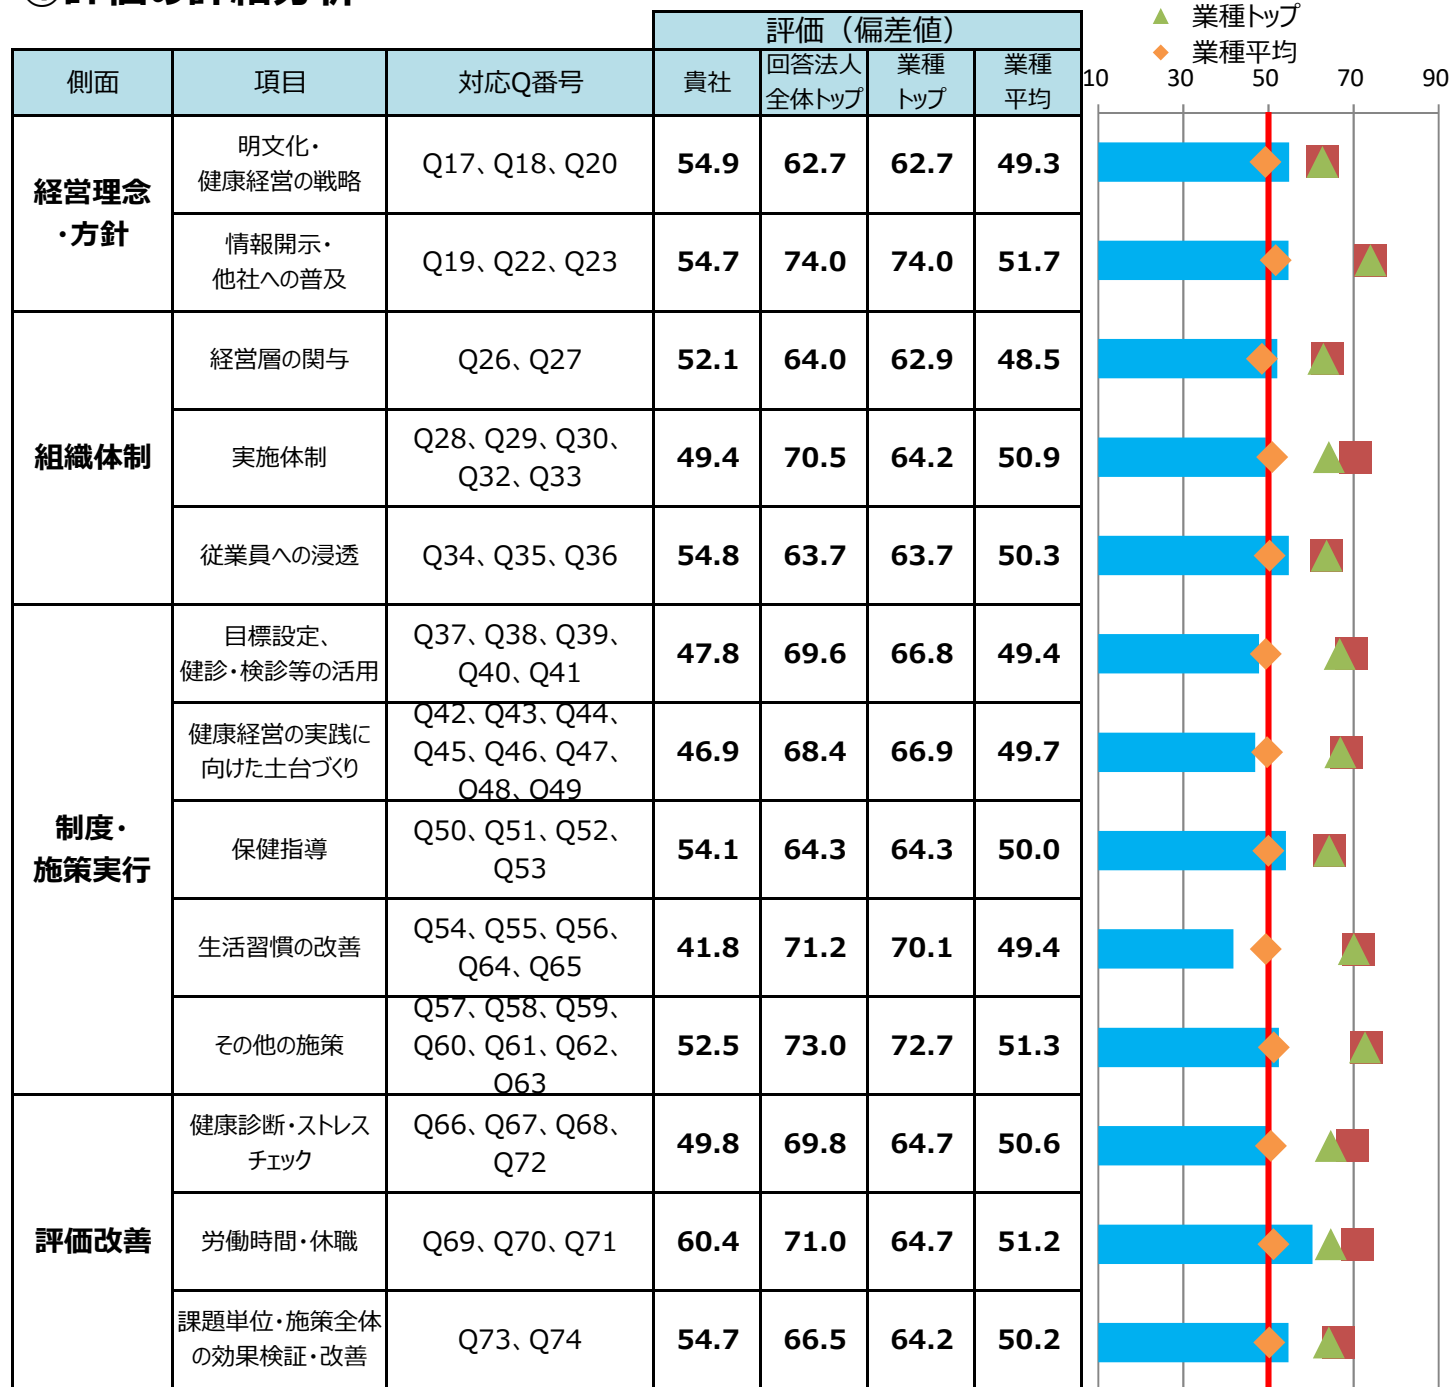 評価の詳細分析
▲ 業種トップ
◆ 業種平均
評価（偏差値）
側面 項目 対応Q番号 貴社 回答法人全体トップ 業種トップ 業種平均
10 30 50 70 90
経営理念・方針
明文化・
健康経営の戦略
Q17、Q18、Q20 54.9 62.7 62.7 49.3
情報開示・
他社への普及
Q19、Q22、Q23 54.7 74.0 74.0 51.7
組織体制
経営層の関与 Q26、Q27 52.1 64.0 62.9 48.5
実施体制
Q28、Q29、Q30、
Q32、Q33
49.4 70.5 64.2 50.9
従業員への浸透 Q34、Q35、Q36 54.8 63.7 63.7 50.3
制度・
施策実行
目標設定、
健診・検診等の活用
Q37、Q38、Q39、
Q40、Q41
47.8 69.6 66.8 49.4
健康経営の実践に
向けた土台づくり
Q42、Q43、Q44、
Q45、Q46、Q47、
Q48、Q49
46.9 68.4 66.9 49.7
保健指導
Q50、Q51、Q52、
Q53
54.1 64.3 64.3 50.0
生活習慣の改善
Q54、Q55、Q56、
Q64、Q65
41.8 71.2 70.1 49.4
その他の施策
Q57、Q58、Q59、
Q60、Q61、Q62、
Q63
52.5 73.0 72.7 51.3
評価改善
健康診断・ストレス
チェック
Q66、Q67、Q68、
Q72
49.8 69.8 64.7 50.6
労働時間・休職 Q69、Q70、Q71 60.4 71.0 64.7 51.2
課題単位・施策全体
の効果検証・改善
Q73、Q74 54.7 66.5 64.2 50.2